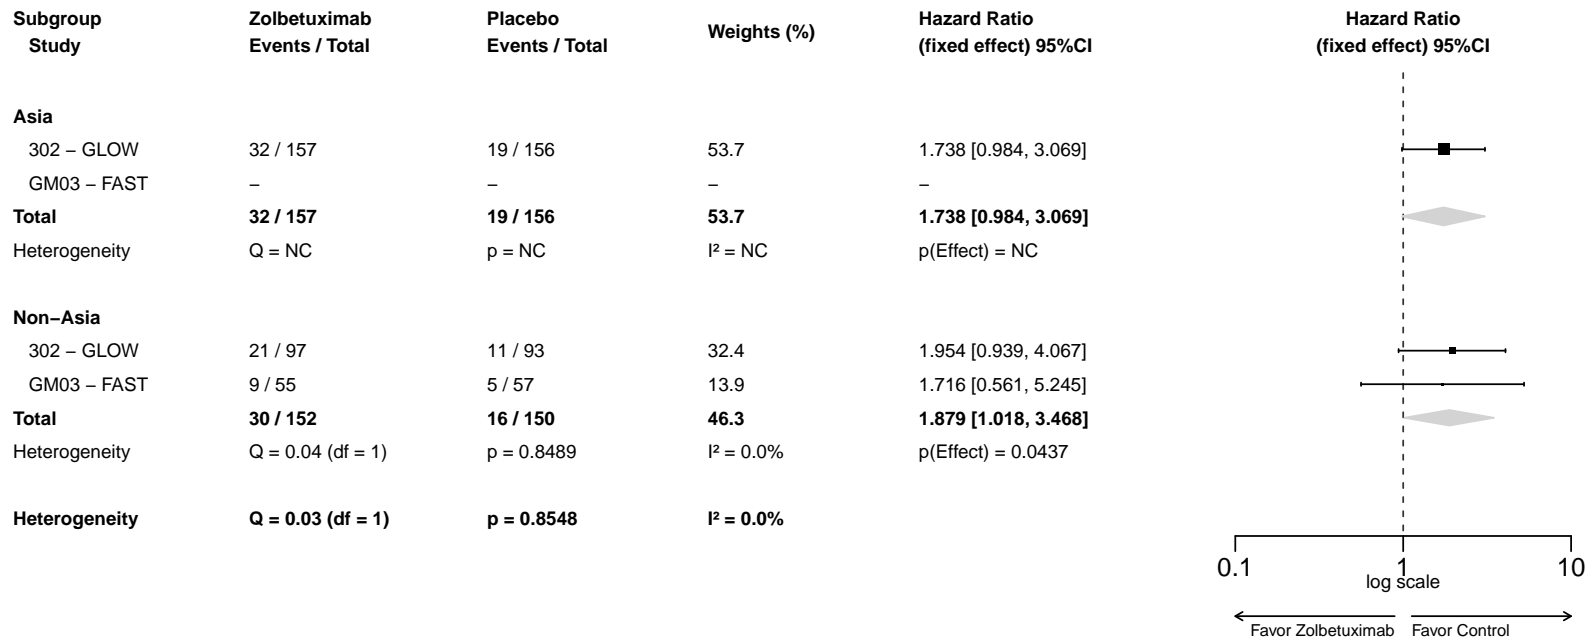 Subgroup Zolbetuximab Placebo Weights (%) Hazard Ratio Hazard Ratio
Study Events / Total Events / Total (fixed effect) 95%CI (fixed effect) 95%CI
Asia
302 − GLOW 32 / 157 19 / 156 53.7 1.738 [0.984, 3.069]
GM03 − FAST − − − −
Total 32 / 157 19 / 156 53.7 1.738 [0.984, 3.069]
Heterogeneity Q = NC p = NC I² = NC p(Effect) = NC
Non−Asia
302 − GLOW 21 / 97 11 / 93 32.4 1.954 [0.939, 4.067]
GM03 − FAST 9 / 55 5 / 57 13.9 1.716 [0.561, 5.245]
Total 30 / 152 16 / 150 46.3 1.879 [1.018, 3.468]
Heterogeneity Q = 0.04 (df = 1) p = 0.8489 I² = 0.0% p(Effect) = 0.0437
Heterogeneity Q = 0.03 (df = 1) p = 0.8548 I² = 0.0%
0.1 1 10
log scale
Favor Zolbetuximab Favor Control